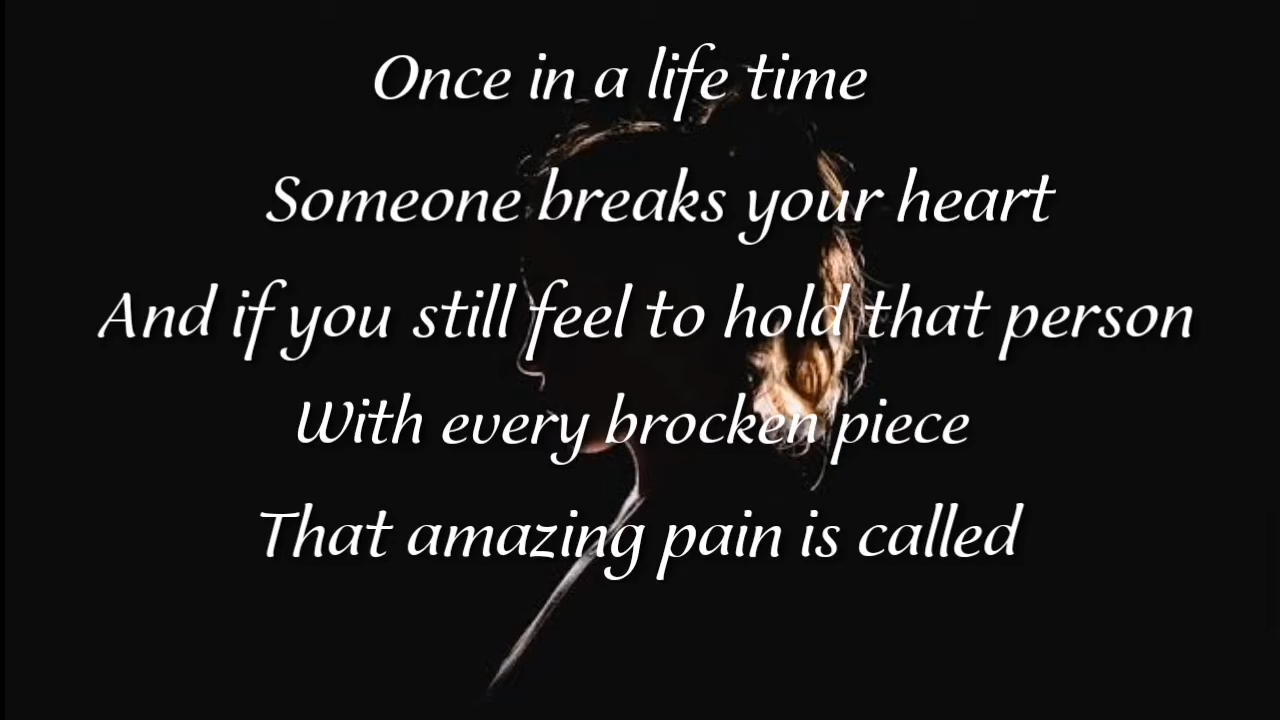 Once in a life time
Someone breaks your heart
And if you still feel to hold that person
With every brocken piece
That amazing pain is called